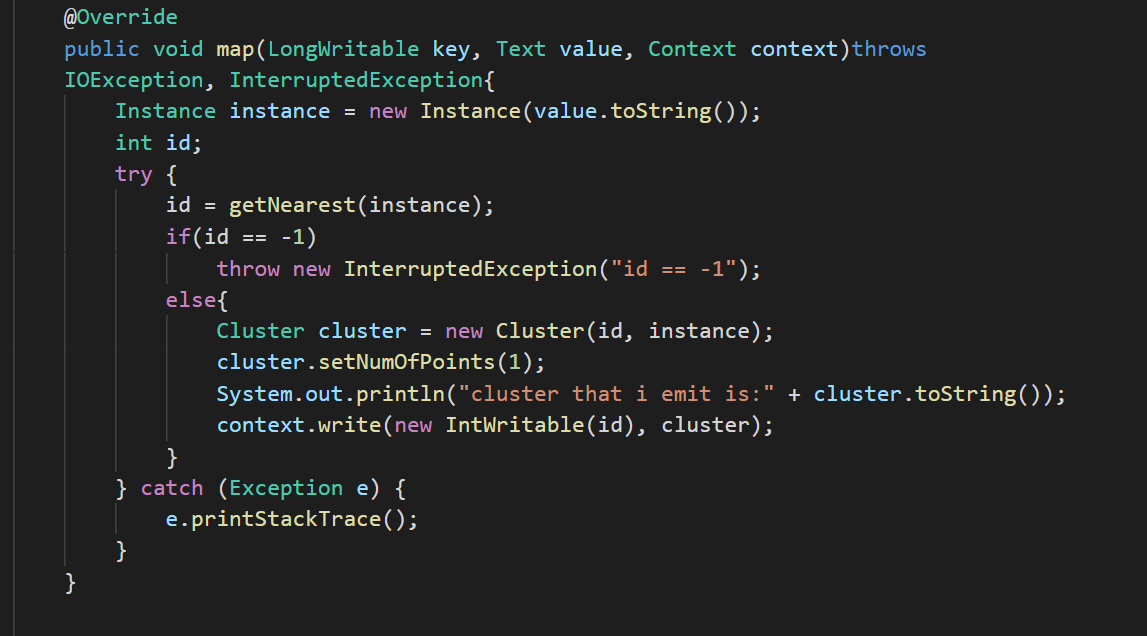 @Override
public void map(LongWritable key, Text value, Context context)throws
IOException, InterruptedException{
    Instance instance = new Instance(value.toString());
    int id;
    try {
        id = getNearest(instance);
        if(id == -1)
            throw new InterruptedException("id == -1");
        else{
            Cluster cluster = new Cluster(id, instance);
            cluster.setNumOfPoints(1);
            System.out.println("cluster that i emit is:" + cluster.toString());
            context.write(new IntWritable(id), cluster);
        }
    } catch (Exception e) {
        e.printStackTrace();
    }
}